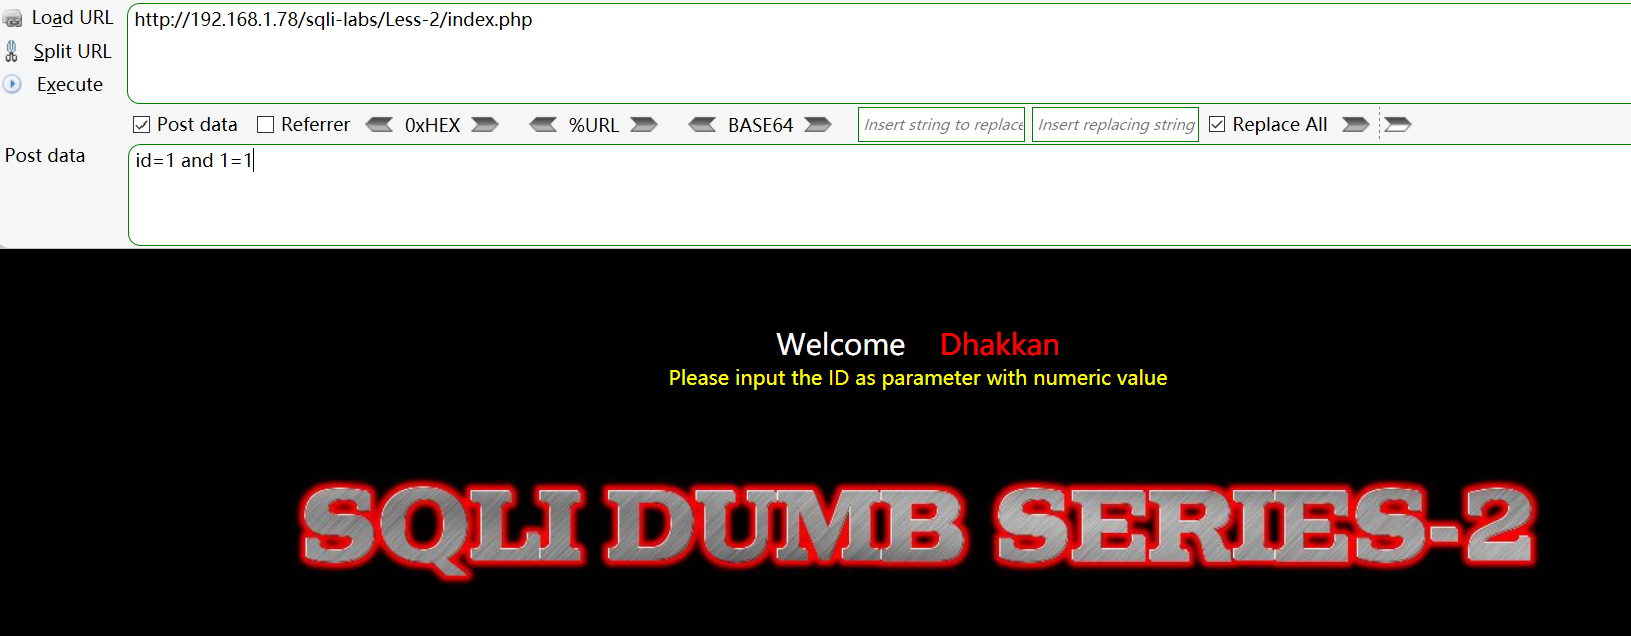 Load URL
http://192.168.1.78/sqli-labs/Less-2/index.php
Split URL
Execute
Post data Referrer 0xHEX %URL BASE64 Insert string to replace Insert replacing string Replace All
Post data
id=1 and 1=1
Welcome Dhakkan
Please input the ID as parameter with numeric value
SQLI DUMB SERIES-2